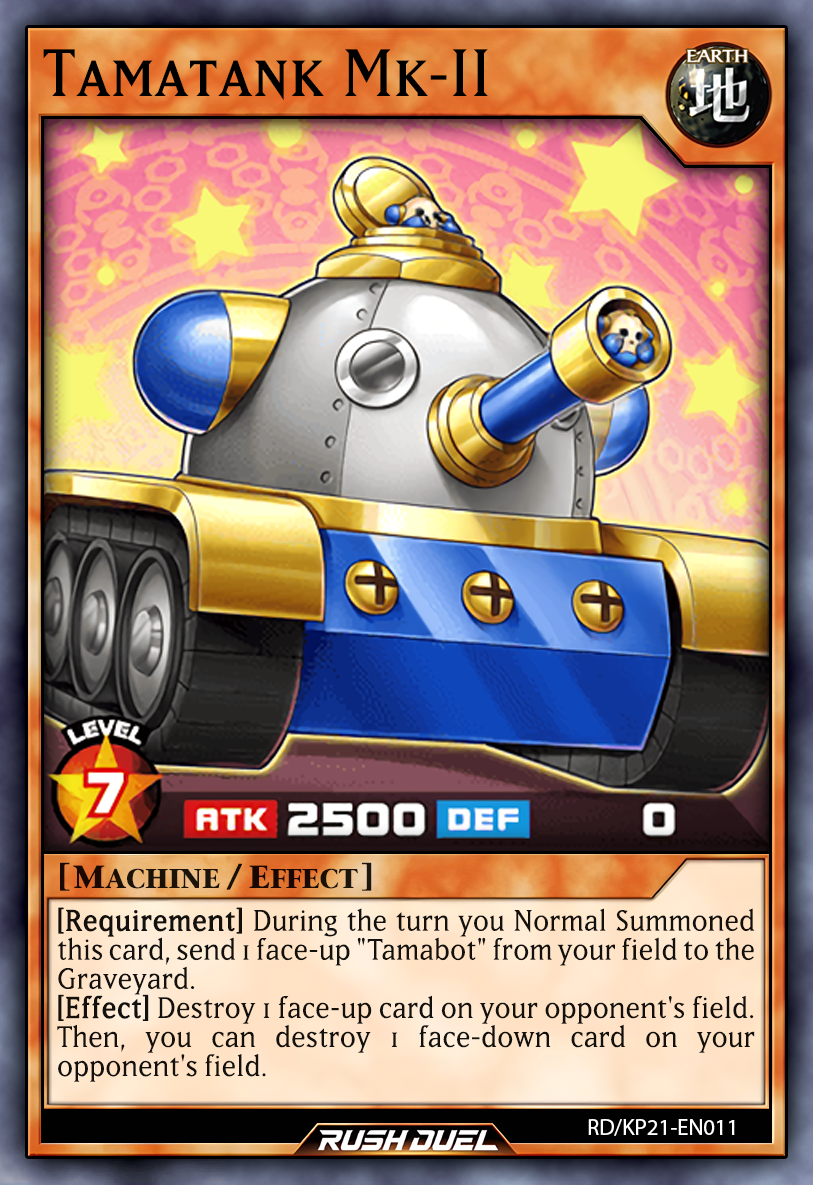 Tamatank Mk-II
EARTH
地
LEVEL
7
ATK 2500 DEF 0
[Machine / Effect]
[Requirement] During the turn you Normal Summoned
this card, send 1 face-up "Tamabot" from your field to the
Graveyard.
[Effect] Destroy 1 face-up card on your opponent's field.
Then, you can destroy 1 face-down card on your
opponent's field.
RD/KP21-EN011
RUSH DUEL